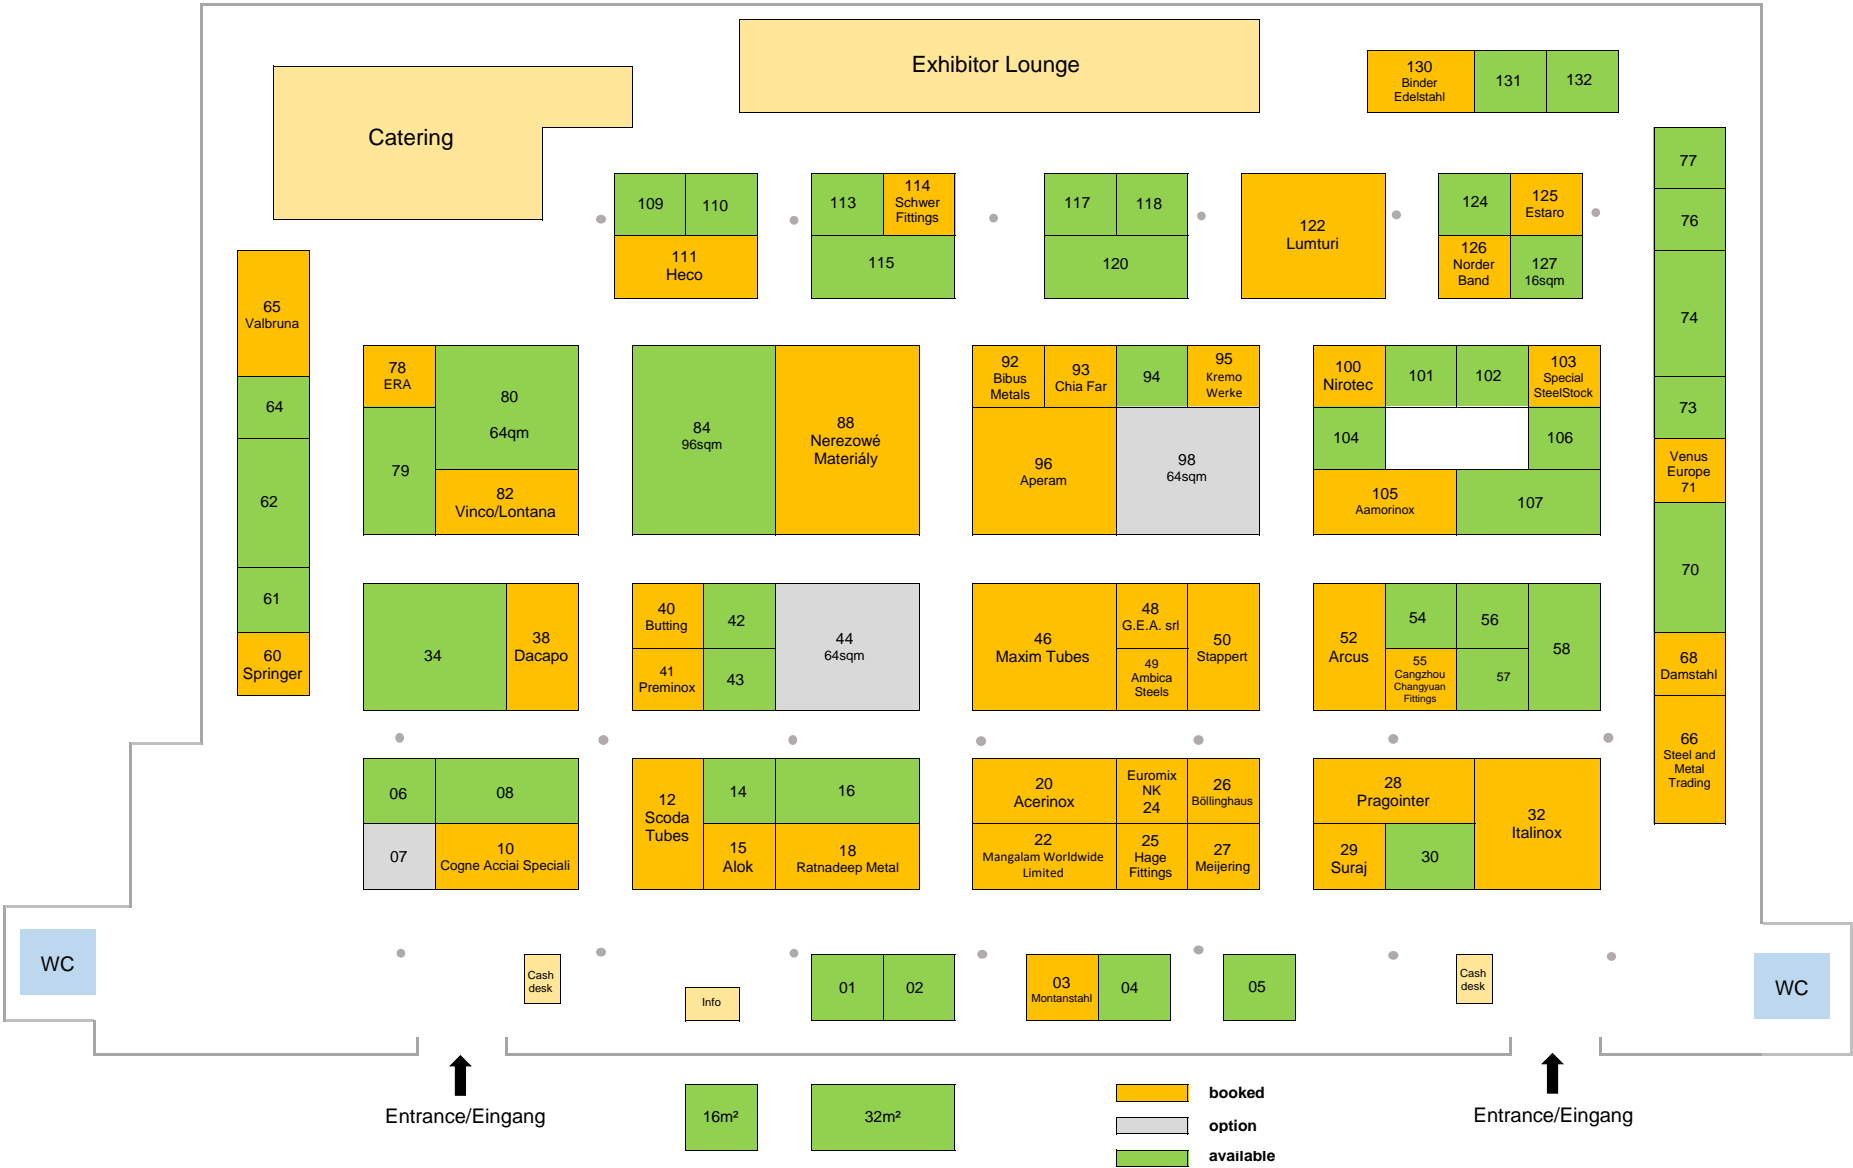 Exhibitor Lounge
Catering
130
Binder
Edelstahl
131
132
77
76
74
73
Venus
Europe
71
70
68
Damstahl
66
Steel and
Metal
Trading
109
110
111
Heco
113
114
Schwer
Fittings
115
117
118
120
122
Lumturi
124
125
Estaro
126
Norder
Band
127
16sqm
65
Valbruna
64
62
61
60
Springer
78
ERA
80
64qm
79
82
Vinco/Lontana
84
96sqm
88
Nerezowé
Materiály
92
Bibus
Metals
93
Chia Far
94
95
Kremo
Werke
96
Aperam
98
64sqm
100
Nirotec
101
102
103
Special
SteelStock
104
106
105
Aamorinox
107
34
38
Dacapo
40
Butting
42
41
Preminox
43
44
64sqm
46
Maxim Tubes
48
G.E.A. srl
49
Ambica
Steels
50
Stappert
52
Arcus
54
56
55
Cangzhou
Changyuan
Fittings
57
58
06
08
07
10
Cogne Acciai Speciali
12
Scoda
Tubes
14
16
15
Alok
18
Ratnadeep Metal
20
Acerinox
Euromix
NK
24
26
Böllinghaus
22
Mangalam Worldwide
Limited
25
Hage
Fittings
27
Meijering
28
Pragointer
29
Suraj
30
32
Italinox
WC
Cash
desk
Info
01
02
03
Montanstahl
04
05
Cash
desk
WC
Entrance/Eingang
Entrance/Eingang
16m²
32m²
booked
option
available